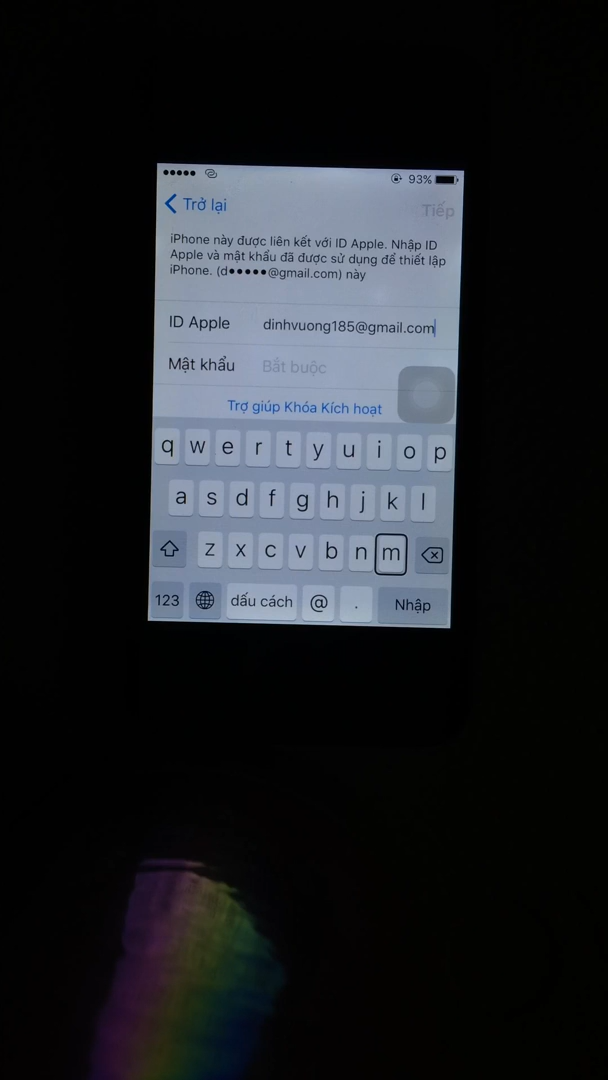 93%
Trở lại
Tiếp
iPhone này được liên kết với ID Apple. Nhập ID
Apple và mật khẩu đã được sử dụng để thiết lập
iPhone. (d●●●●●@gmail.com) này
ID Apple dinhvuong185@gmail.com
Mật khẩu Bắt buộc
Trợ giúp Khóa Kích hoạt
q w e r t y u i o p
a s d f g h j k l
z x c v b n m
123 dấu cách @ . Nhập